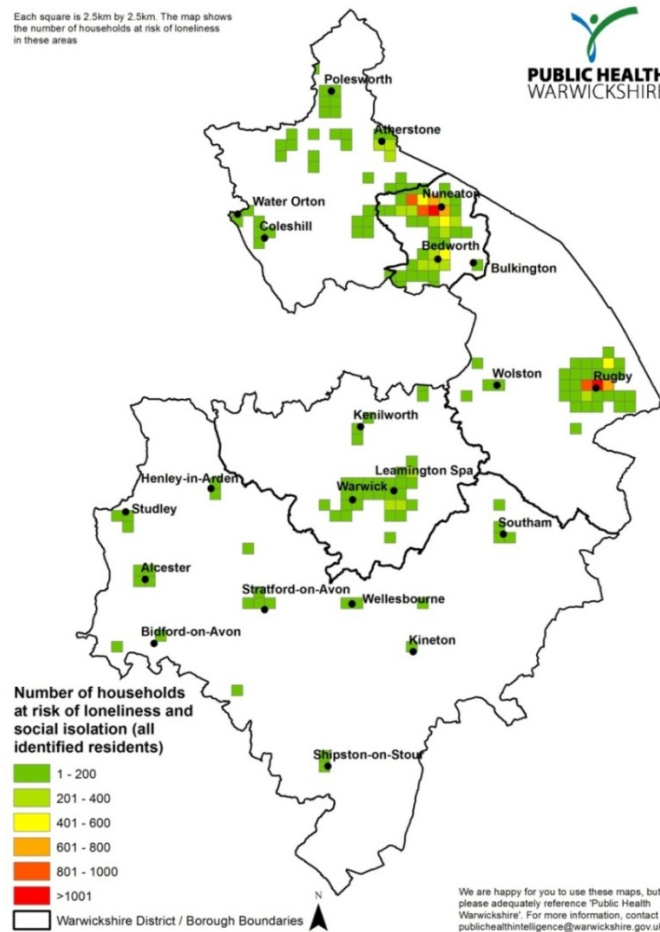 Each square is 2.5km by 2.5km. The map shows
the number of households at risk of loneliness
in these areas
PUBLIC HEALTH
WARWICKSHIRE
Polesworth
Atherstone
Water Orton
Nuneaton
Coleshill
Bedworth
Bulkington
Wolston
Rugby
Kenilworth
Leamington Spa
Henley-in-Arden
Warwick
Studley
Southam
Alcester
Stratford-on-Avon
Wellesbourne
Bidford-on-Avon
Kineton
Shipston-on-Stour
Number of households
at risk of loneliness and
social isolation (all
identified residents)
1 - 200
201 - 400
401 - 600
601 - 800
801 - 1000
>1001
Warwickshire District / Borough Boundaries
N
We are happy for you to use these maps, but
please adequately reference 'Public Health
Warwickshire'. For more information, contact
publichealthintelligence@warwickshire.gov.uk